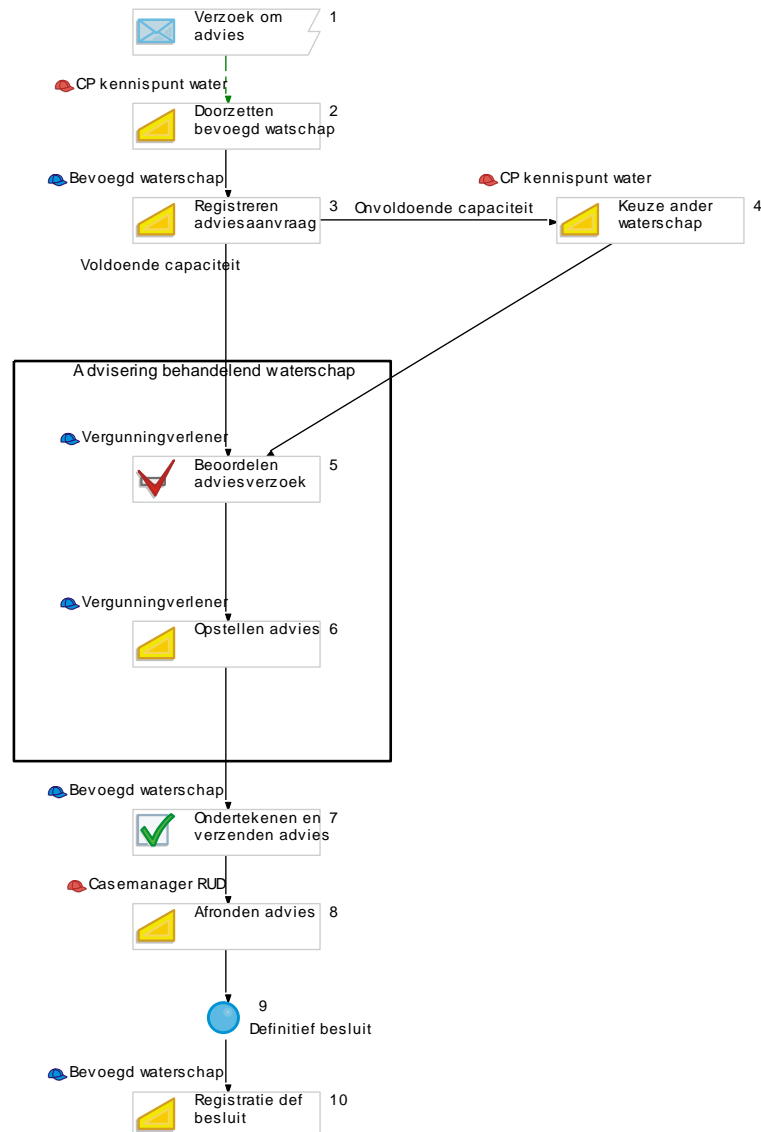 Verzoek om 1
advies
CP kennispunt water
Doorzetten 2
bevoegd watschap
Bevoegd waterschap
CP kennispunt water
Registreren 3
adviesaanvraag
Onvoldoende capaciteit
Keuze ander 4
waterschap
Voldoende capaciteit
Advisering behandelend waterschap
Vergunningverlener
Beoordelen 5
adviesverzoek
Vergunningverlener
Opstellen advies 6
Bevoegd waterschap
Ondertekenen en 7
verzenden advies
Casemanager RUD
Afronden advies 8
9
Definitief besluit
Bevoegd waterschap
Registratie def 10
besluit